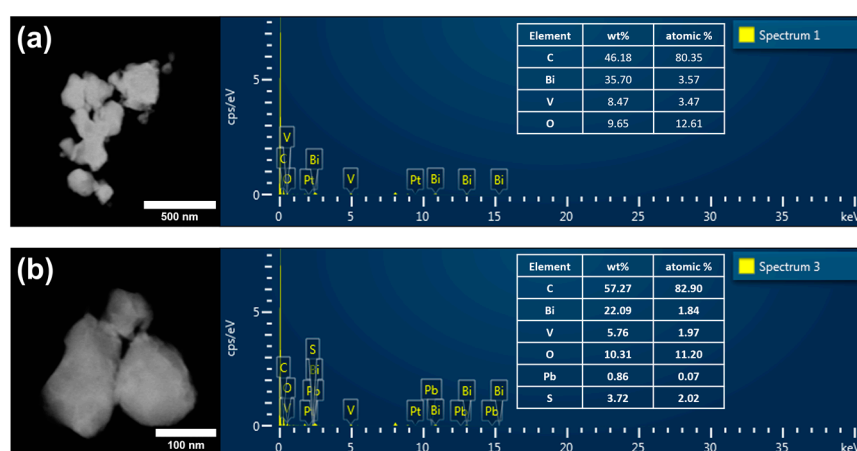 (a)
500 nm
cps/eV
5
0
V
C
Bi
O
Pt
V
Pt
Bi
Bi
Bi
0 5 10 15 20 25 30 35 keV
Element wt% atomic %
C 46.18 80.35
Bi 35.70 3.57
V 8.47 3.47
O 9.65 12.61
Spectrum 1
(b)
100 nm
cps/eV
5
0
S
C
Bi
O
Pb
V
V
Pt
Pb
Bi
Pb
Bi
Pb
Bi
0 5 10 15 20 25 30 35 keV
Element wt% atomic %
C 57.27 82.90
Bi 22.09 1.84
V 5.76 1.97
O 10.31 11.20
Pb 0.86 0.07
S 3.72 2.02
Spectrum 3